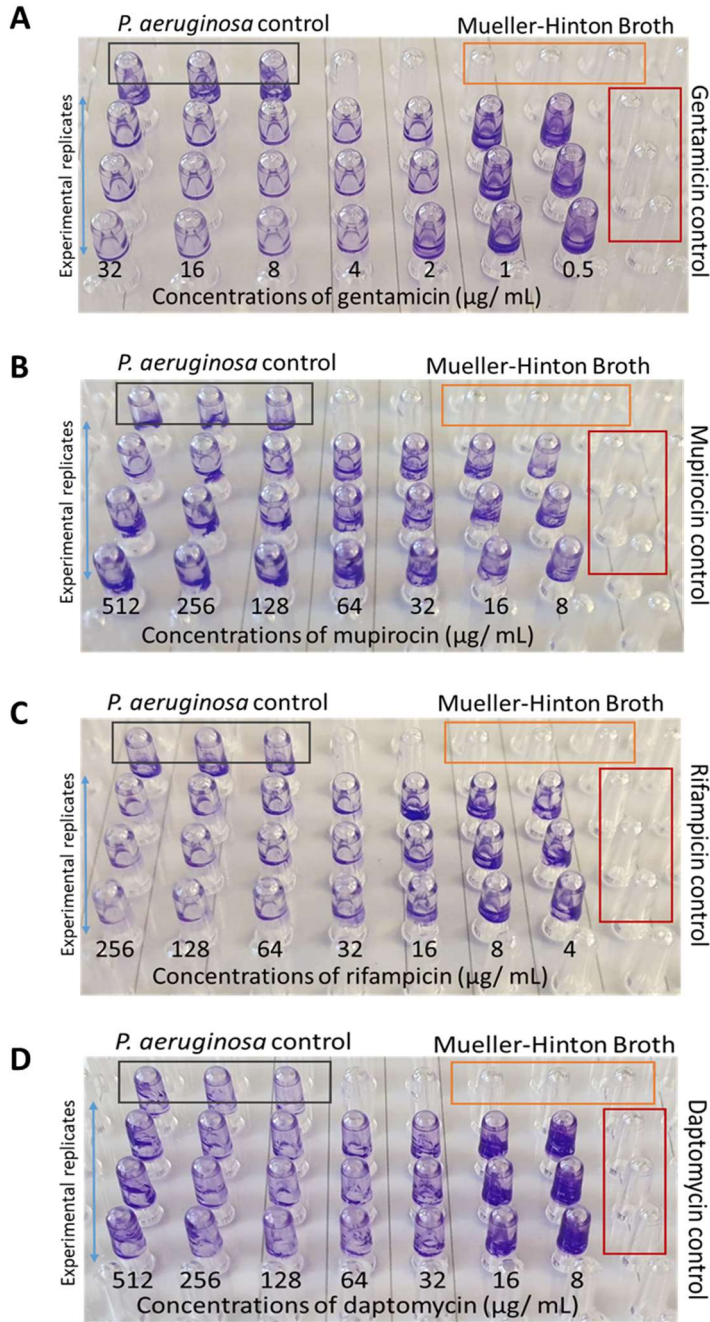 A
P. aeruginosa control
Mueller-Hinton Broth
Experimental replicates
Gentamicin control
32 16 8 4 2 1 0.5
Concentrations of gentamicin (µg/ mL)
B
P. aeruginosa control
Mueller-Hinton Broth
Experimental replicates
Mupirocin control
512 256 128 64 32 16 8
Concentrations of mupirocin (µg/ mL)
C
P. aeruginosa control
Mueller-Hinton Broth
Experimental replicates
Rifampicin control
256 128 64 32 16 8 4
Concentrations of rifampicin (µg/ mL)
D
P. aeruginosa control
Mueller-Hinton Broth
Experimental replicates
Daptomycin control
512 256 128 64 32 16 8
Concentrations of daptomycin (µg/ mL)